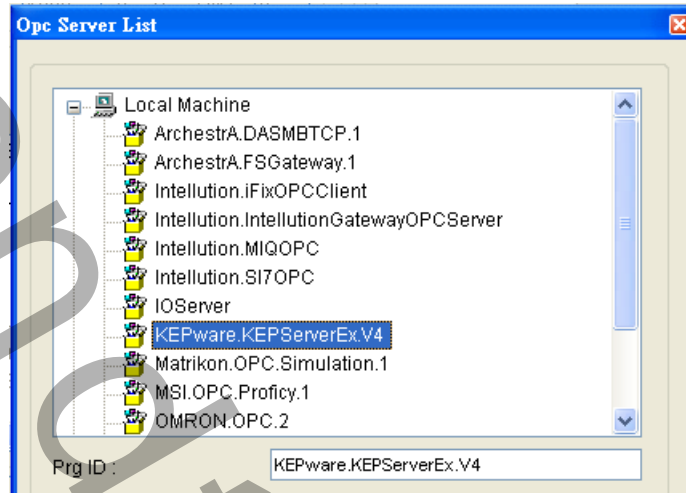 Opc Server List
Local Machine
ArchestrA.DASMBTCP.1
ArchestrA.FSGateway.1
Intellution.iFixOPCClient
Intellution.IntellutionGatewayOPCServer
Intellution.MIQOPC
Intellution.SI7OPC
IOServer
KEPware.KEPServerEx.V4
Matrikon.OPC.Simulation.1
MSI.OPC.Proficy.1
OMRON.OPC.2
Prg ID : KEPware.KEPServerEx.V4